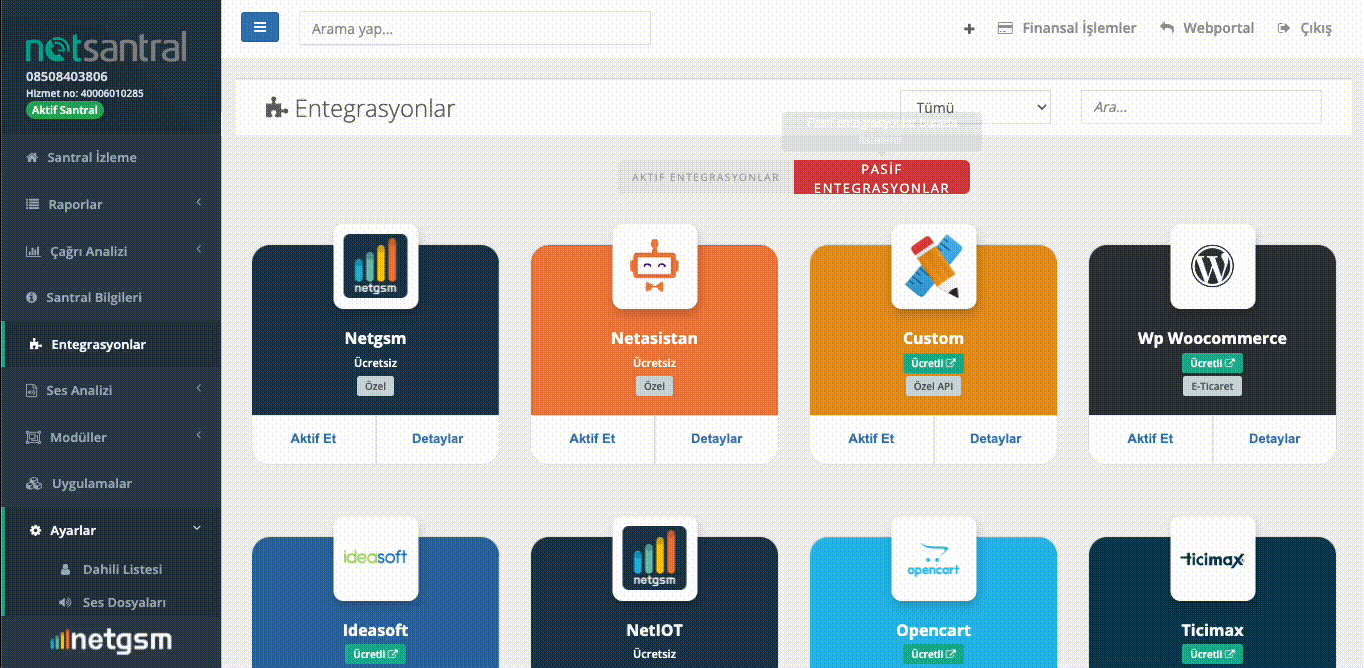 netsantral
08508403806
Hizmet no: 40006010285
Aktif Santral
Santral İzleme
Raporlar
Çağrı Analizi
Santral Bilgileri
Entegrasyonlar
Ses Analizi
Modüller
Uygulamalar
Ayarlar
Dahili Listesi
Ses Dosyaları
netgsm
Arama yap...
Finansal İşlemler
Webportal
Çıkış
Entegrasyonlar
Tümü
Ara...
Pasif entegrasyonlar burada
AKTİF ENTEGRASYONLAR
PASİF
ENTEGRASYONLAR
netgsm
Netgsm
Ücretsiz
Özel
Aktif Et
Detaylar
Netasistan
Ücretsiz
Özel
Aktif Et
Detaylar
Custom
Ücretli
Özel API
Aktif Et
Detaylar
Wp Woocommerce
Ücretli
E-Ticaret
Aktif Et
Detaylar
ideasoft
Ideasoft
Ücretli
netgsm
NetIOT
Ücretsiz
opencart
Opencart
Ücretli
ticimax
Ticimax
Ücretli